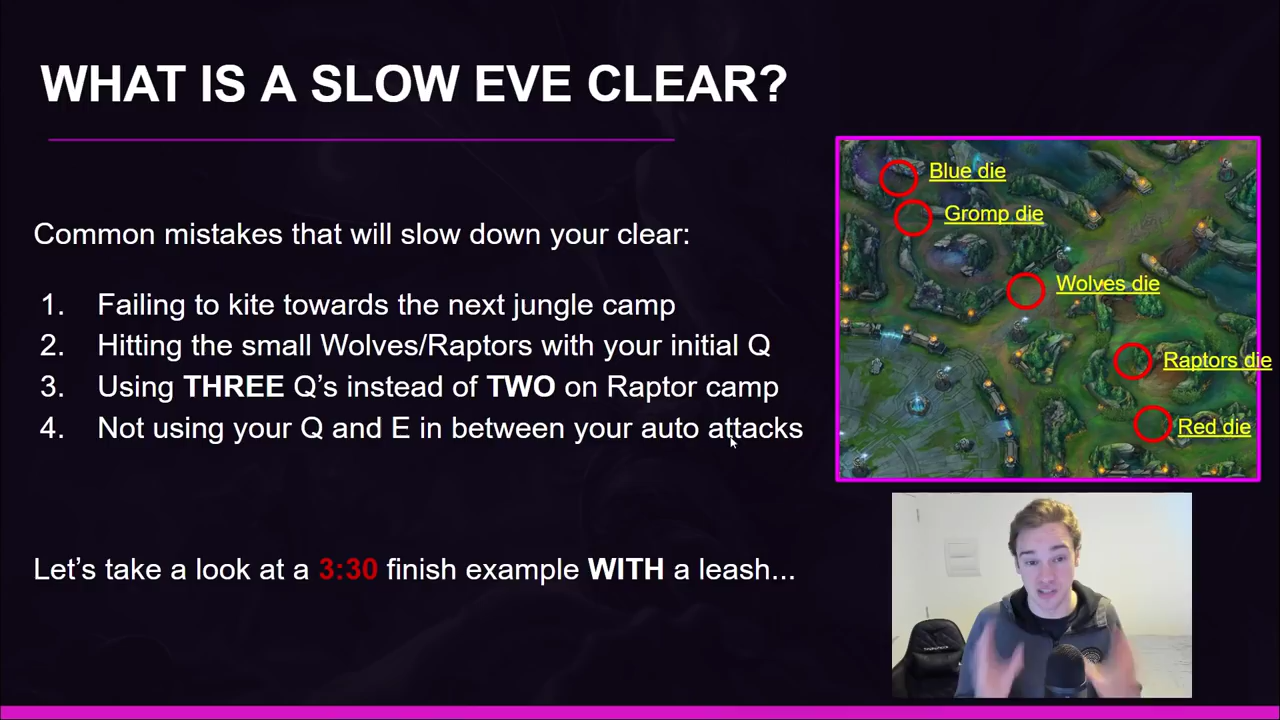 WHAT IS A SLOW EVE CLEAR?
Common mistakes that will slow down your clear:
1. Failing to kite towards the next jungle camp
2. Hitting the small Wolves/Raptors with your initial Q
3. Using THREE Q's instead of TWO on Raptor camp
4. Not using your Q and E in between your auto attacks
Let's take a look at a 3:30 finish example WITH a leash...
Blue die
Gromp die
Wolves die
Raptors die
Red die